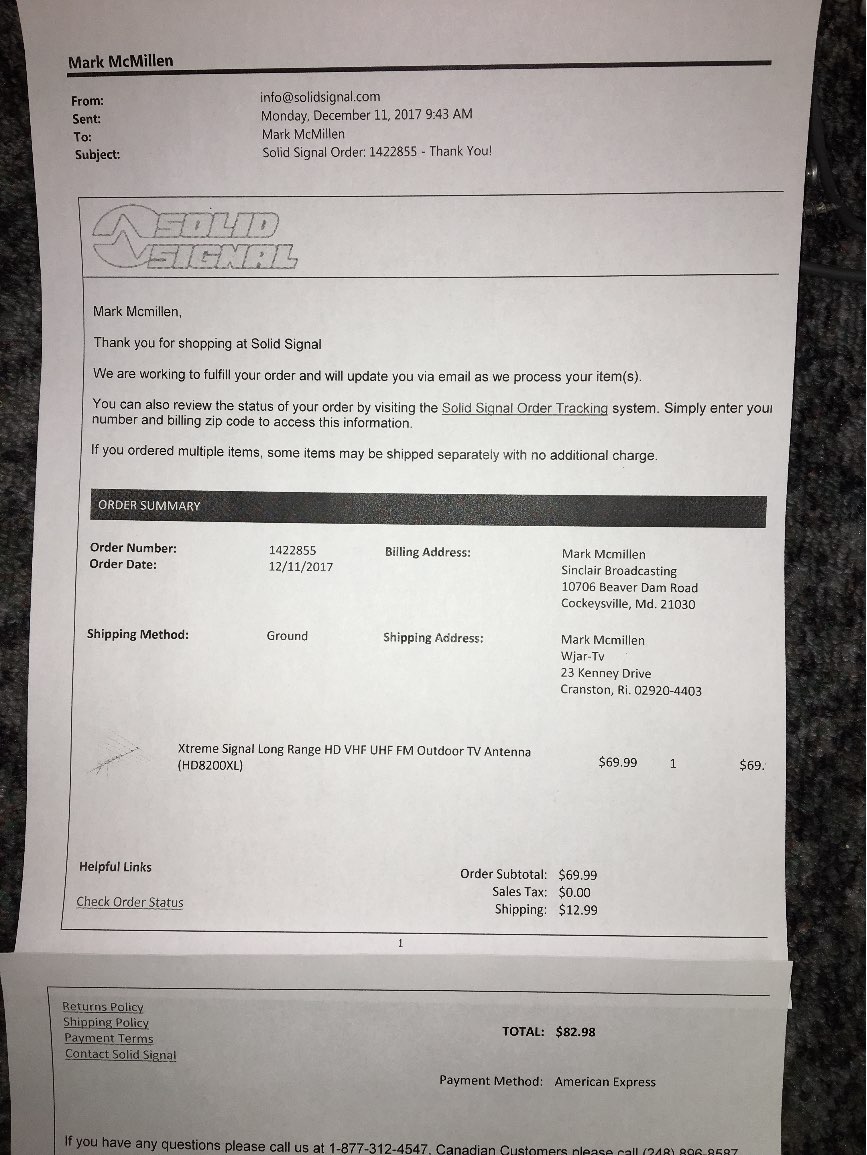 Mark McMillen
From: info@solidsignal.com
Sent: Monday, December 11, 2017 9:43 AM
To: Mark McMillen
Subject: Solid Signal Order: 1422855 - Thank You!
SOLID
SIGNAL
Mark Mcmillen,
Thank you for shopping at Solid Signal
We are working to fulfill your order and will update you via email as we process your item(s).
You can also review the status of your order by visiting the Solid Signal Order Tracking system. Simply enter your
number and billing zip code to access this information.
If you ordered multiple items, some items may be shipped separately with no additional charge.
ORDER SUMMARY
Order Number: 1422855 Billing Address: Mark Mcmillen
Order Date: 12/11/2017 Sinclair Broadcasting
10706 Beaver Dam Road
Cockeysville, Md. 21030
Shipping Method: Ground Shipping Address: Mark Mcmillen
Wjar-Tv
23 Kenney Drive
Cranston, Ri. 02920-4403
Xtreme Signal Long Range HD VHF UHF FM Outdoor TV Antenna
(HD8200XL) $69.99 1 $69.
Helpful Links
Order Subtotal: $69.99
Sales Tax: $0.00
Check Order Status
Shipping: $12.99
1
Returns Policy
Shipping Policy
Payment Terms
Contact Solid Signal
TOTAL: $82.98
Payment Method: American Express
If you have any questions please call us at 1-877-312-4547. Canadian Customers please call (248) 896-8587